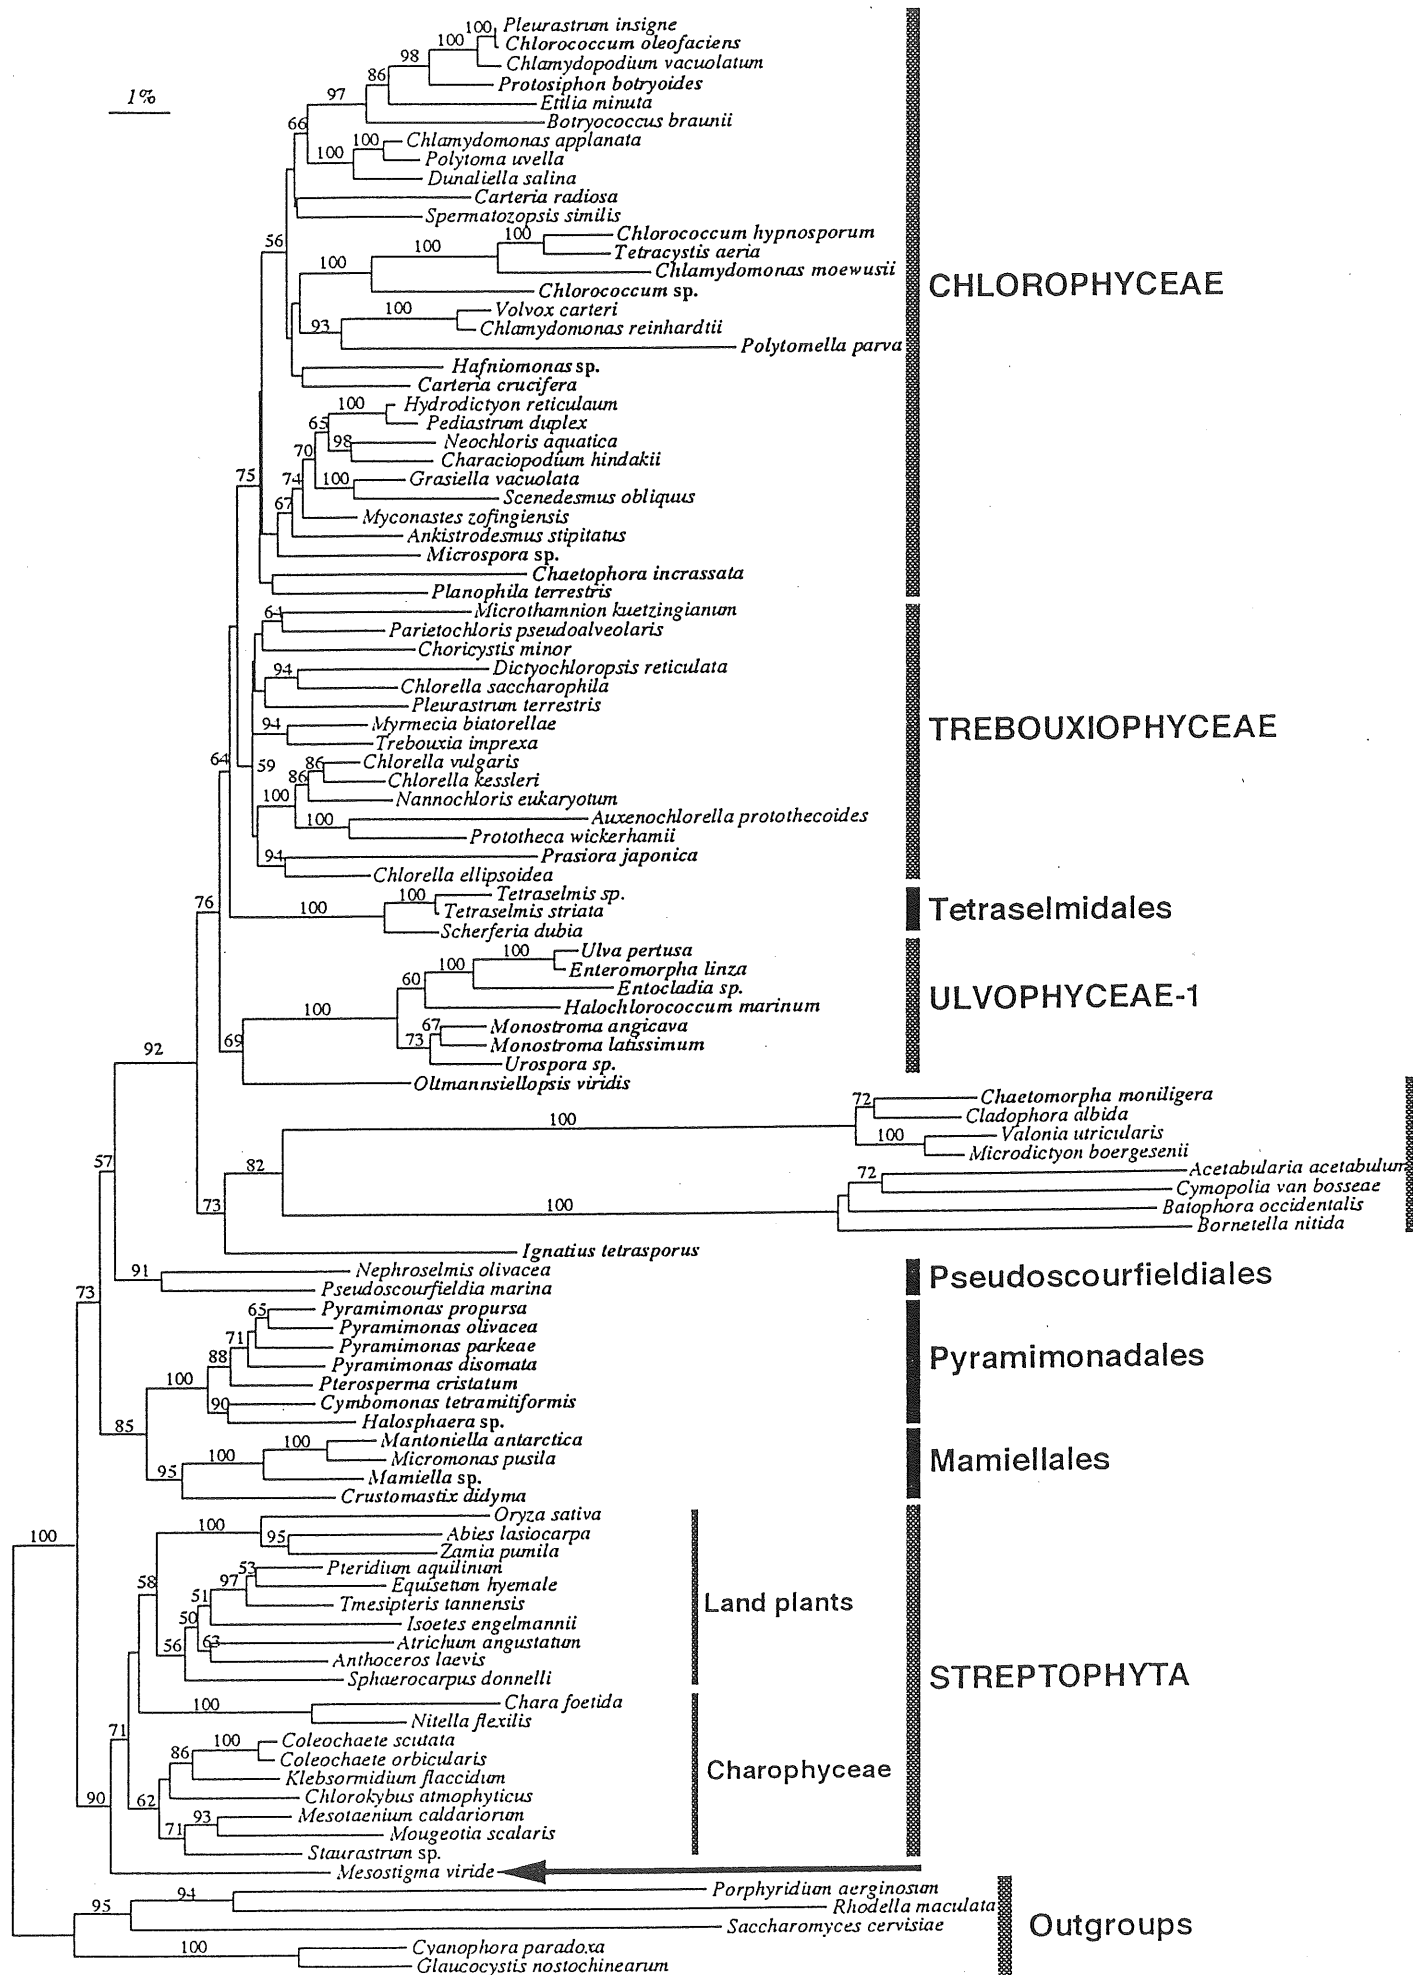 100 Pleurastrum insigne
100 Chlorococcum oleofaciens
98 Chlamydopodium vacuolatum
86 Protosiphon botryoides
1% 97 Etilia minuta
Botryococcus braunii
66
100 Chlamydomonas applanata
100 Polytoma uvella
Dunaliella salina
Carteria radiosa
Spermatozopsis similis
56 100 Chlorococcum hypnosporum
100 Tetracystis aeria
100 Chlamydomonas moewusii
CHLOROPHYCEAE
Chlorococcum sp.
100 Volvox carteri
93 Chlamydomonas reinhardtii
Polytomella parva
Hafniomonas sp.
Carteria crucifera
100 Hydrodictyon reticulaum
65 Pediastrum duplex
98 Neochloris aquatica
70 Characiopodium hindakii
75 74 100 Grasiella vacuolata
Scenedesmus obliquus
67 Myconastes zofingiensis
Ankistrodesmus stipitatus
Microspora sp.
Chaetophora incrassata
Planophila terrestris
64 Microthamnion kuetzingianum
Parietochloris pseudoalveolaris
Choricystis minor
94 Dictyochloropsis reticulata
Chlorella saccharophila
Pleurastrum terrestris
94 Myrmecia biatorellae
TREBOUXIOPHYCEAE
Trebouxia imprexa
64 59 86 Chlorella vulgaris
86 Chlorella kessleri
100 Nannochloris eukaryotum
100 Auxenochlorella protothecoides
Prototheca wickerhamii
94 Prasiora japonica
Chlorella ellipsoidea
76 100 100 Tetraselmis sp.
Tetraselmis striata
Tetraselmidales
Scherferia dubia
100 Ulva pertusa
100 Enteromorpha linza
60 Entocladia sp.
100 Halochlorococcum marinum
ULVOPHYCEAE-1
67 Monostroma angicava
69 73 Monostroma latissimum
92 Urospora sp.
Oltmannsiellopsis viridis
72 Chaetomorpha moniligera
100 Cladophora albida
100 Valonia utricularis
Microdictyon boergesenii
57 82 72 Acetabularia acetabulum
Cymopolia van bosseae
73 100 Batophora occidentalis
Bornetella nitida
Ignatius tetrasporus
91 Nephroselmis olivacea
Pseudoscourfieldiales
Pseudoscourfieldia marina
73 65 Pyramimonas propursa
Pyramimonas olivacea
71 Pyramimonas parkeae
Pyramimonadales
88 Pyramimonas disomata
100 Pterosperma cristatum
90 Cymbomonas tetramitiformis
85 Halosphaera sp.
100 Mantoniella antarctica
100 Micromonas pusila
Mamiellales
95 Mamiella sp.
Crustomastix didyma
100 100 Oryza sativa
95 Abies lasiocarpa
Zamia pumila
58 97 53 Pteridium aquilinum
Equisetum hyemale
51 Tmesipteris tannensis
Land plants
50 Isoetes engelmannii
56 63 Atrichum angustatum
Anthoceros laevis
Sphaerocarpus donnelli
STREPTOPHYTA
100 Chara foetida
71 Nitella flexilis
100 Coleochaete scutata
86 Coleochaete orbicularis
Klebsormidium flaccidum
Charophyceae
90 62 Chlorokybus atmophyticus
93 Mesotaenium caldariorum
71 Mougeotia scalaris
Staurastrum sp.
Mesostigma viride
94 Porphyridium aerginosum
95 Rhodella maculata
Saccharomyces cervisiae
Outgroups
100 Cyanophora paradoxa
Glaucocystis nostochinearum